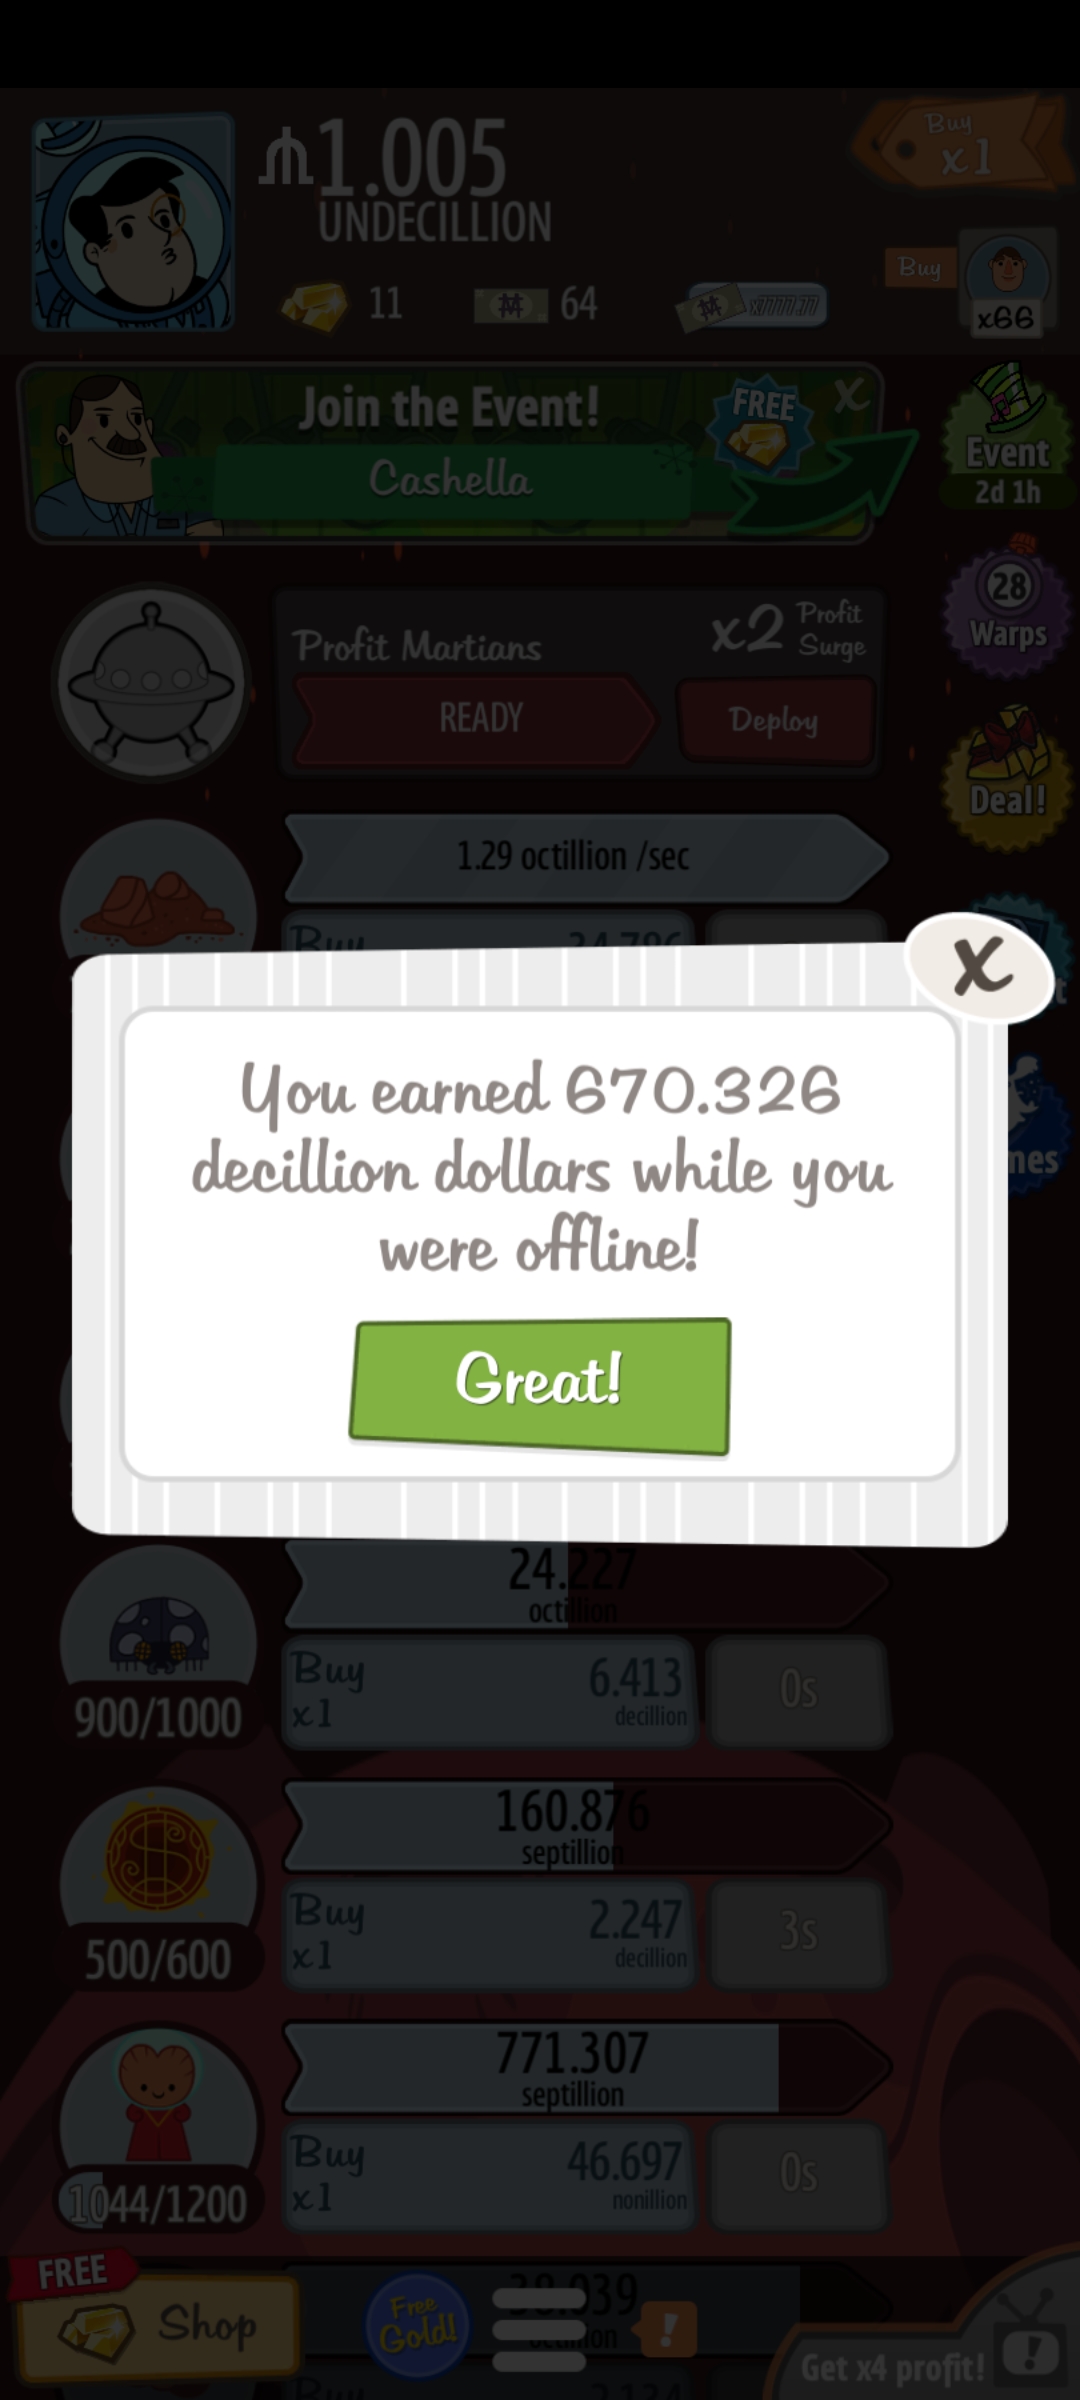 1.005
UNDECILLION
Buy
x1
11
64
x7777.77
Buy
x66
Join the Event!
FREE
X
Cashella
Event
2d 1h
28
Warps
Profit Martians
x2 Profit
Surge
READY
Deploy
Deal!
1.29 octillion /sec
Buy
X
You earned 670.326
decillion dollars while you
were offline!
Great!
24.227
octillion
Buy
x1
6.413
decillion
0s
900/1000
160.876
septillion
Buy
x1
2.247
decillion
3s
500/600
771.307
septillion
Buy
x1
46.697
nonillion
0s
1044/1200
FREE
Shop
Free
Gold!
!
Get x4 profit!
!
Buy